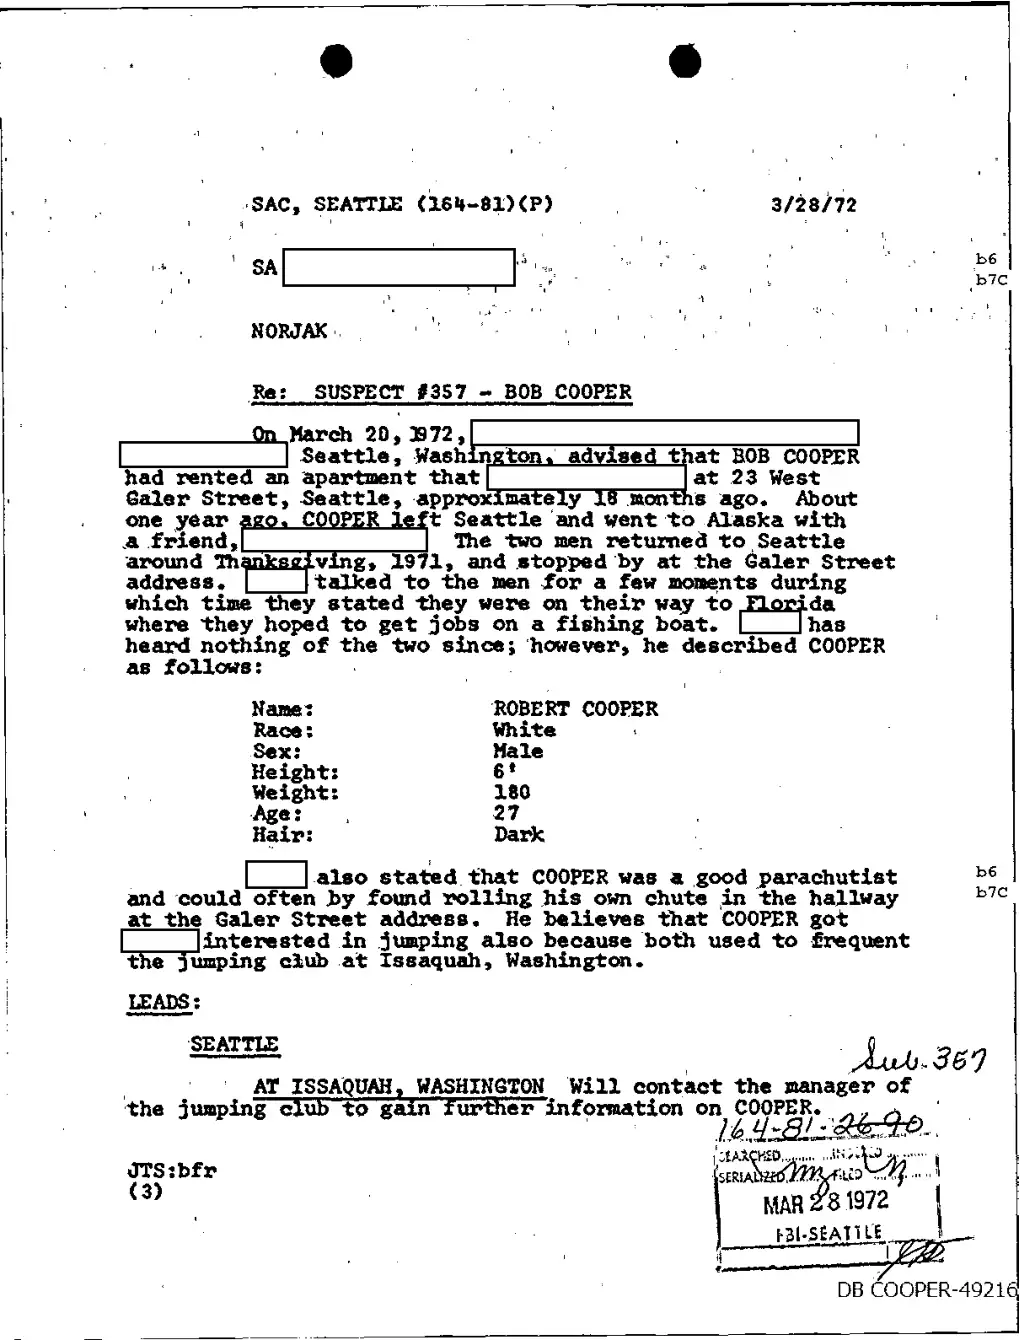 SAC, SEATTLE (164-81)(P) 3/28/72
SA
b6
b7C
NORJAK
Re: SUSPECT #357 - BOB COOPER
On March 20, 1972,
Seattle, Washington, advised that BOB COOPER
had rented an apartment that at 23 West
Galer Street, Seattle, approximately 18 months ago. About
one year ago, COOPER left Seattle and went to Alaska with
a friend, The two men returned to Seattle
around Thanksgiving, 1971, and stopped by at the Galer Street
address. talked to the men for a few moments during
which time they stated they were on their way to Florida
where they hoped to get jobs on a fishing boat. has
heard nothing of the two since; however, he described COOPER
as follows:
Name: ROBERT COOPER
Race: White
Sex: Male
Height: 6'
Weight: 180
Age: 27
Hair: Dark
also stated that COOPER was a good parachutist
and could often by found rolling his own chute in the hallway
at the Galer Street address. He believes that COOPER got
interested in jumping also because both used to frequent
the jumping club at Issaquah, Washington.
b6
b7C
LEADS:
SEATTLE
Sub. 357
AT ISSAQUAH, WASHINGTON Will contact the manager of
the jumping club to gain further information on COOPER.
164-81-2690
SEARCHED INDEXED
SERIALIZED FILED
MAR 28 1972
FBI-SEATTLE
JTS:bfr
(3)
DB COOPER-49216